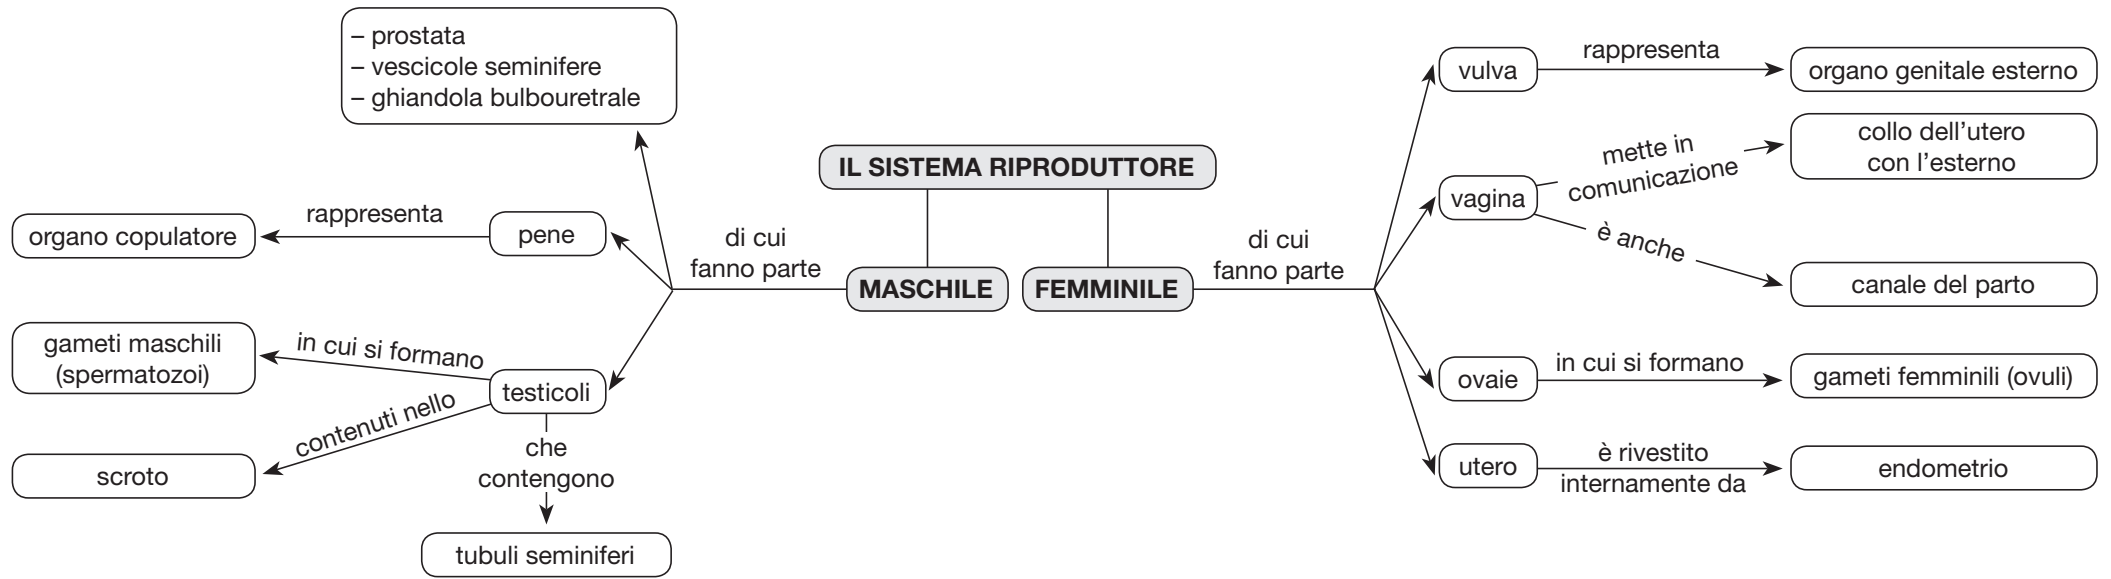 – prostata
– vescicole seminifere
– ghiandola bulbouretrale
IL SISTEMA RIPRODUTTORE
MASCHILE
FEMMINILE
di cui
fanno parte
pene
rappresenta
organo copulatore
testicoli
in cui si formano
gameti maschili
(spermatozoi)
contenuti nello
scroto
che
contengono
tubuli seminiferi
di cui
fanno parte
vulva
rappresenta
organo genitale esterno
vagina
mette in
comunicazione
collo dell’utero
con l’esterno
è anche
canale del parto
ovaie
in cui si formano
gameti femminili (ovuli)
utero
è rivestito
internamente da
endometrio